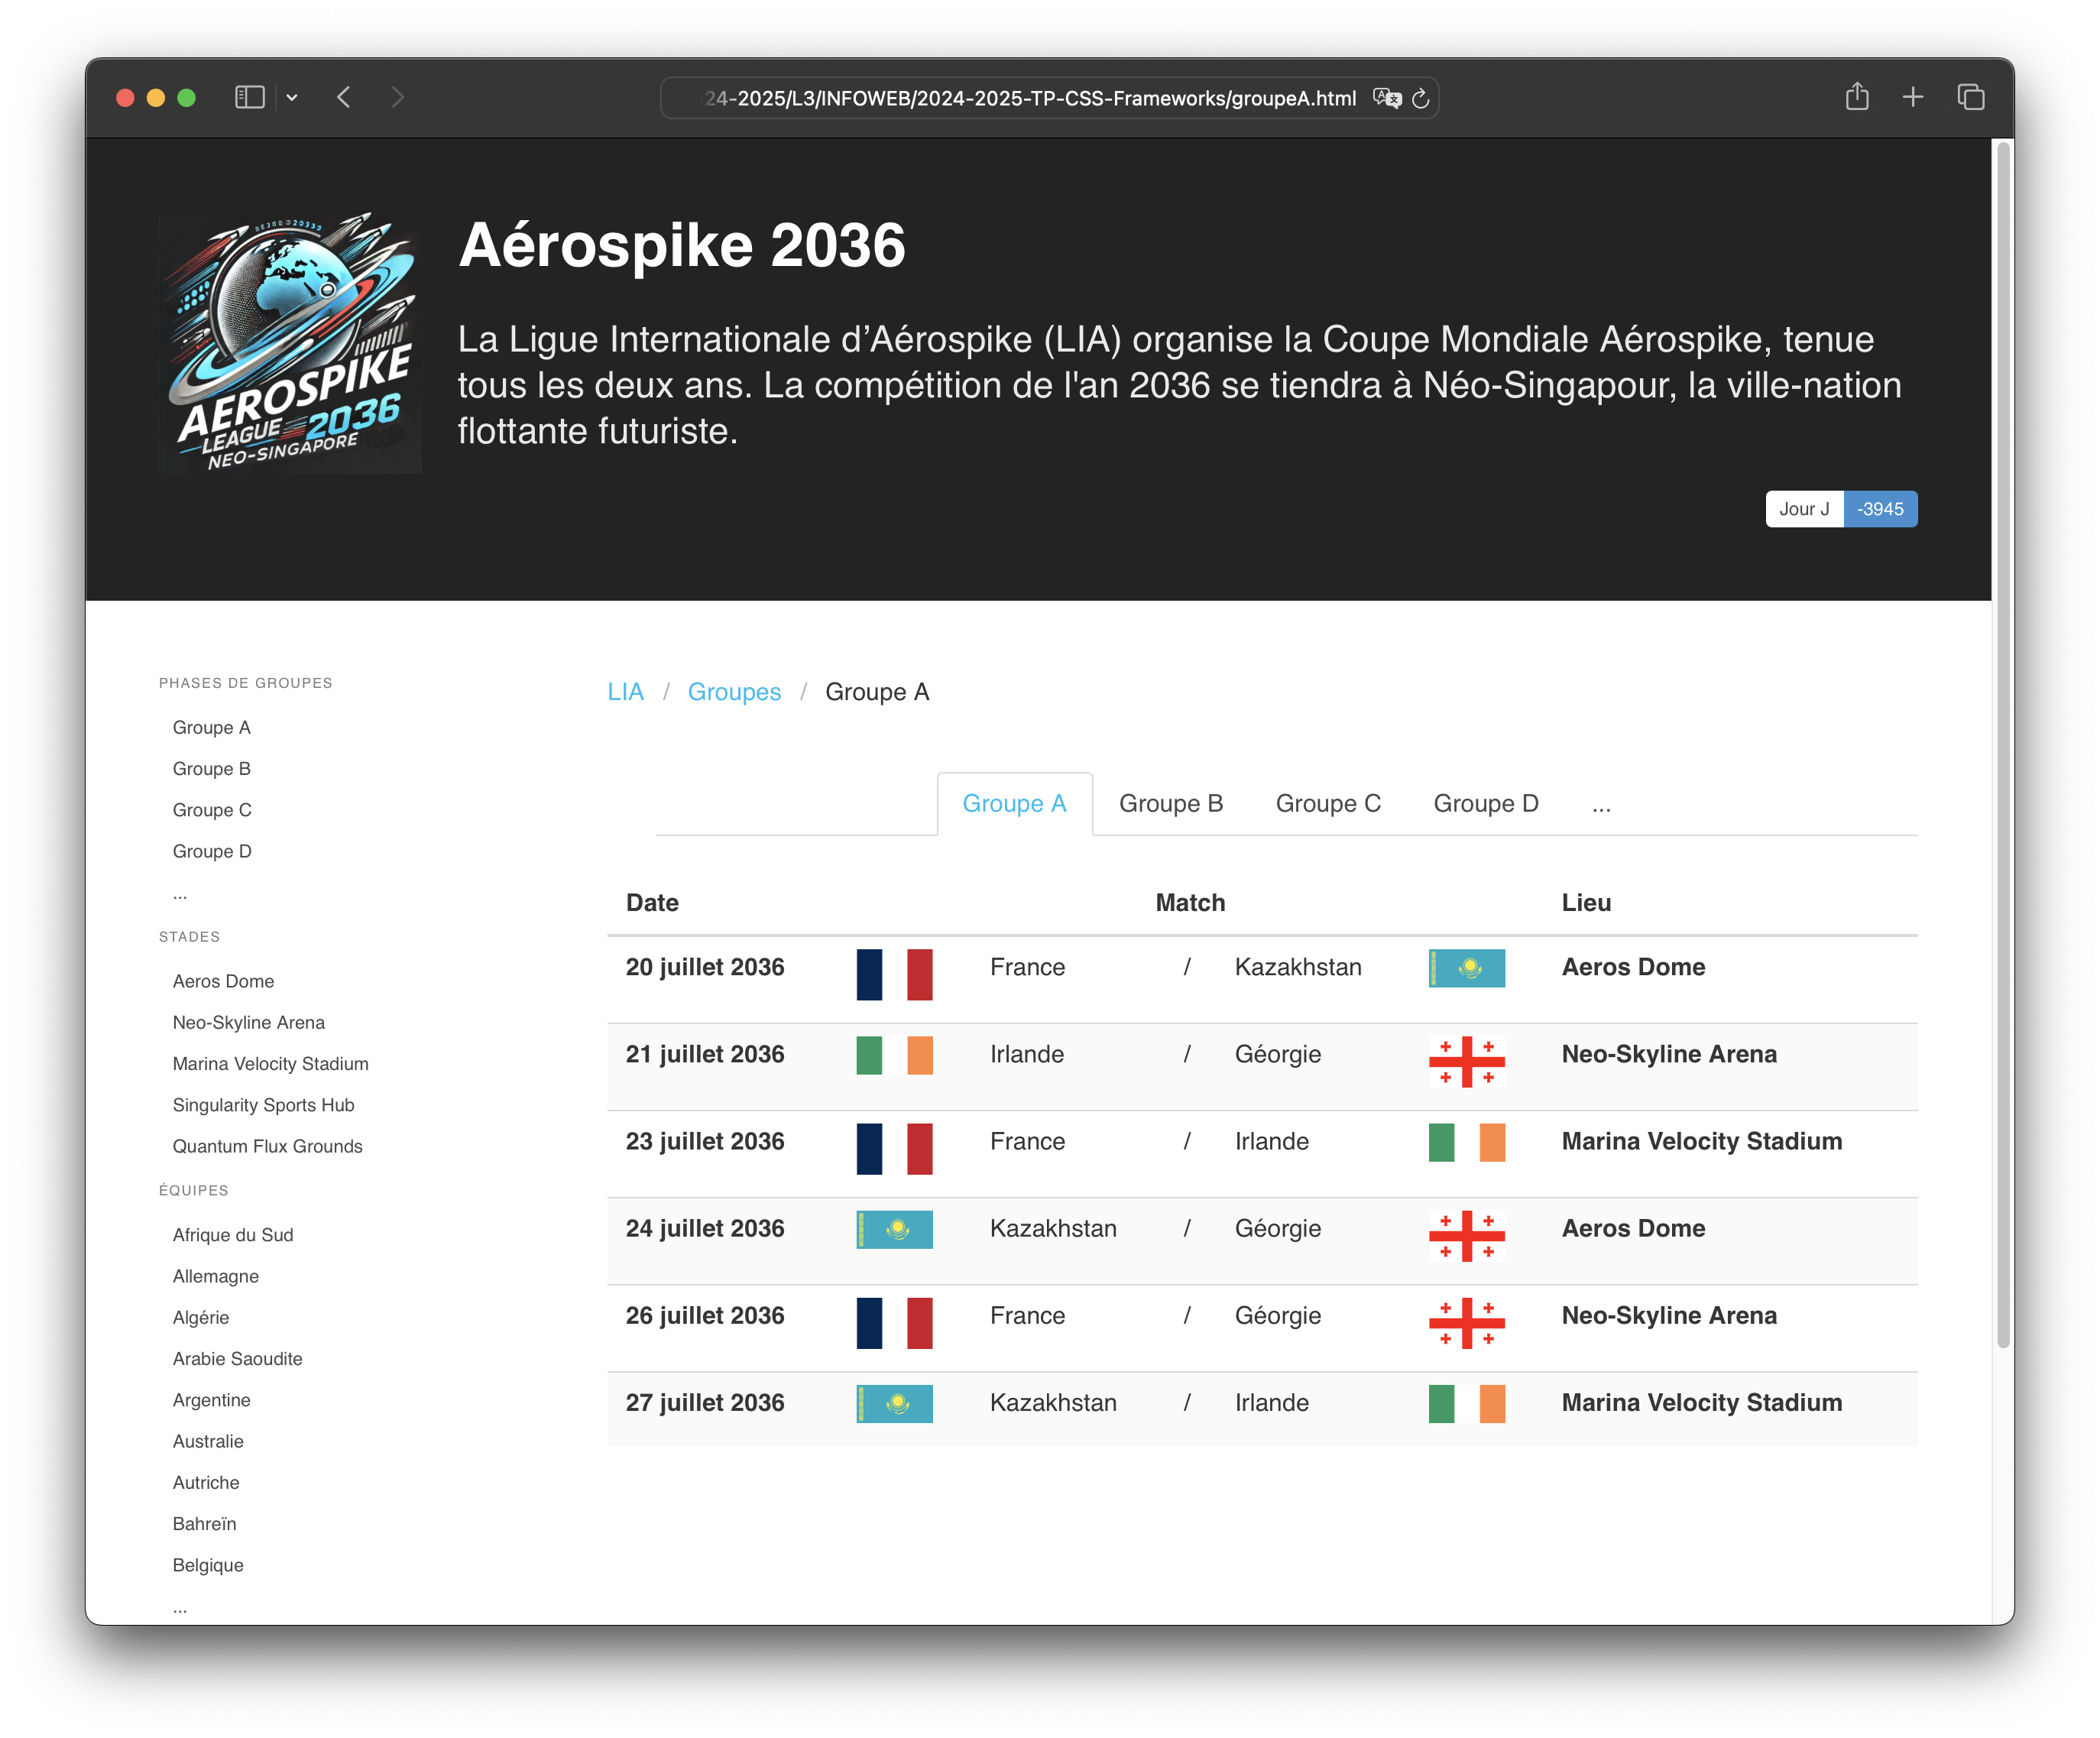 24-2025/L3/INFOWEB/2024-2025-TP-CSS-Frameworks/groupeA.html
AEROSPIKE
LEAGUE 2036
NEO-SINGAPORE
Aérospike 2036
La Ligue Internationale d’Aérospike (LIA) organise la Coupe Mondiale Aérospike, tenue
tous les deux ans. La compétition de l'an 2036 se tiendra à Néo-Singapour, la ville-nation
flottante futuriste.
Jour J -3945
PHASES DE GROUPES
Groupe A
Groupe B
Groupe C
Groupe D
...
STADES
Aeros Dome
Neo-Skyline Arena
Marina Velocity Stadium
Singularity Sports Hub
Quantum Flux Grounds
ÉQUIPES
Afrique du Sud
Allemagne
Algérie
Arabie Saoudite
Argentine
Australie
Autriche
Bahreïn
Belgique
...
LIA / Groupes / Groupe A
Groupe A Groupe B Groupe C Groupe D ...
Date Match Lieu
20 juillet 2036 France / Kazakhstan Aeros Dome
21 juillet 2036 Irlande / Géorgie Neo-Skyline Arena
23 juillet 2036 France / Irlande Marina Velocity Stadium
24 juillet 2036 Kazakhstan / Géorgie Aeros Dome
26 juillet 2036 France / Géorgie Neo-Skyline Arena
27 juillet 2036 Kazakhstan / Irlande Marina Velocity Stadium